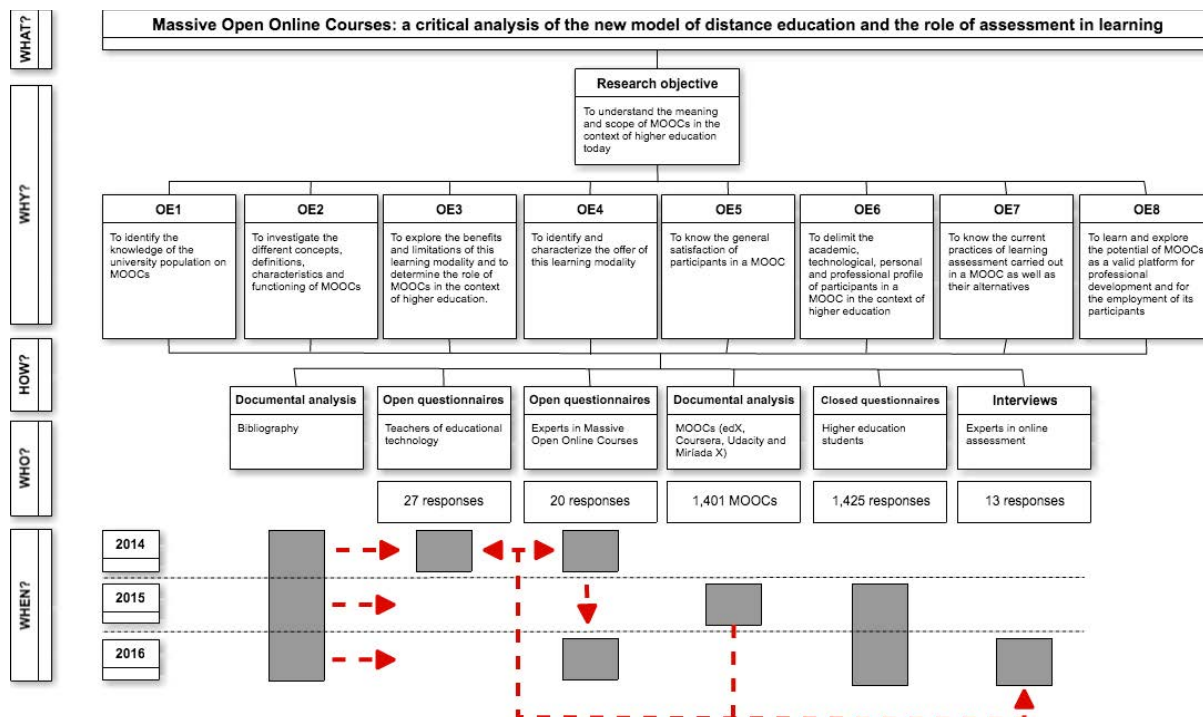 WHAT?
Massive Open Online Courses: a critical analysis of the new model of distance education and the role of assessment in learning
WHY?
Research objective
To understand the meaning
and scope of MOOCs in the
context of higher education
today
OE1
To identify the
knowledge of the
university population on
MOOCs
OE2
To investigate the
different concepts,
definitions,
characteristics and
functioning of MOOCs
OE3
To explore the benefits
and limitations of this
learning modality and to
determine the role of
MOOCs in the context
of higher education.
OE4
To identify and
characterize the offer of
this learning modality
OE5
To know the general
satisfaction of
participants in a MOOC
OE6
To delimit the
academic,
technological, personal
and professional profile
of participants in a
MOOC in the context of
higher education
OE7
To know the current
practices of learning
assessment carried out
in a MOOC as well as
their alternatives
OE8
To learn and explore
the potential of MOOCs
as a valid platform for
professional
development and for
the employment of its
participants
HOW?
Documental analysis
Open questionnaires
Open questionnaires
Documental analysis
Closed questionnaires
Interviews
WHO?
Bibliography
Teachers of educational
technology
Experts in Massive
Open Online Courses
MOOCs (edX,
Coursera, Udacity and
Miríada X)
Higher education
students
Experts in online
assessment
27 responses
20 responses
1,401 MOOCs
1,425 responses
13 responses
WHEN?
2014
2015
2016